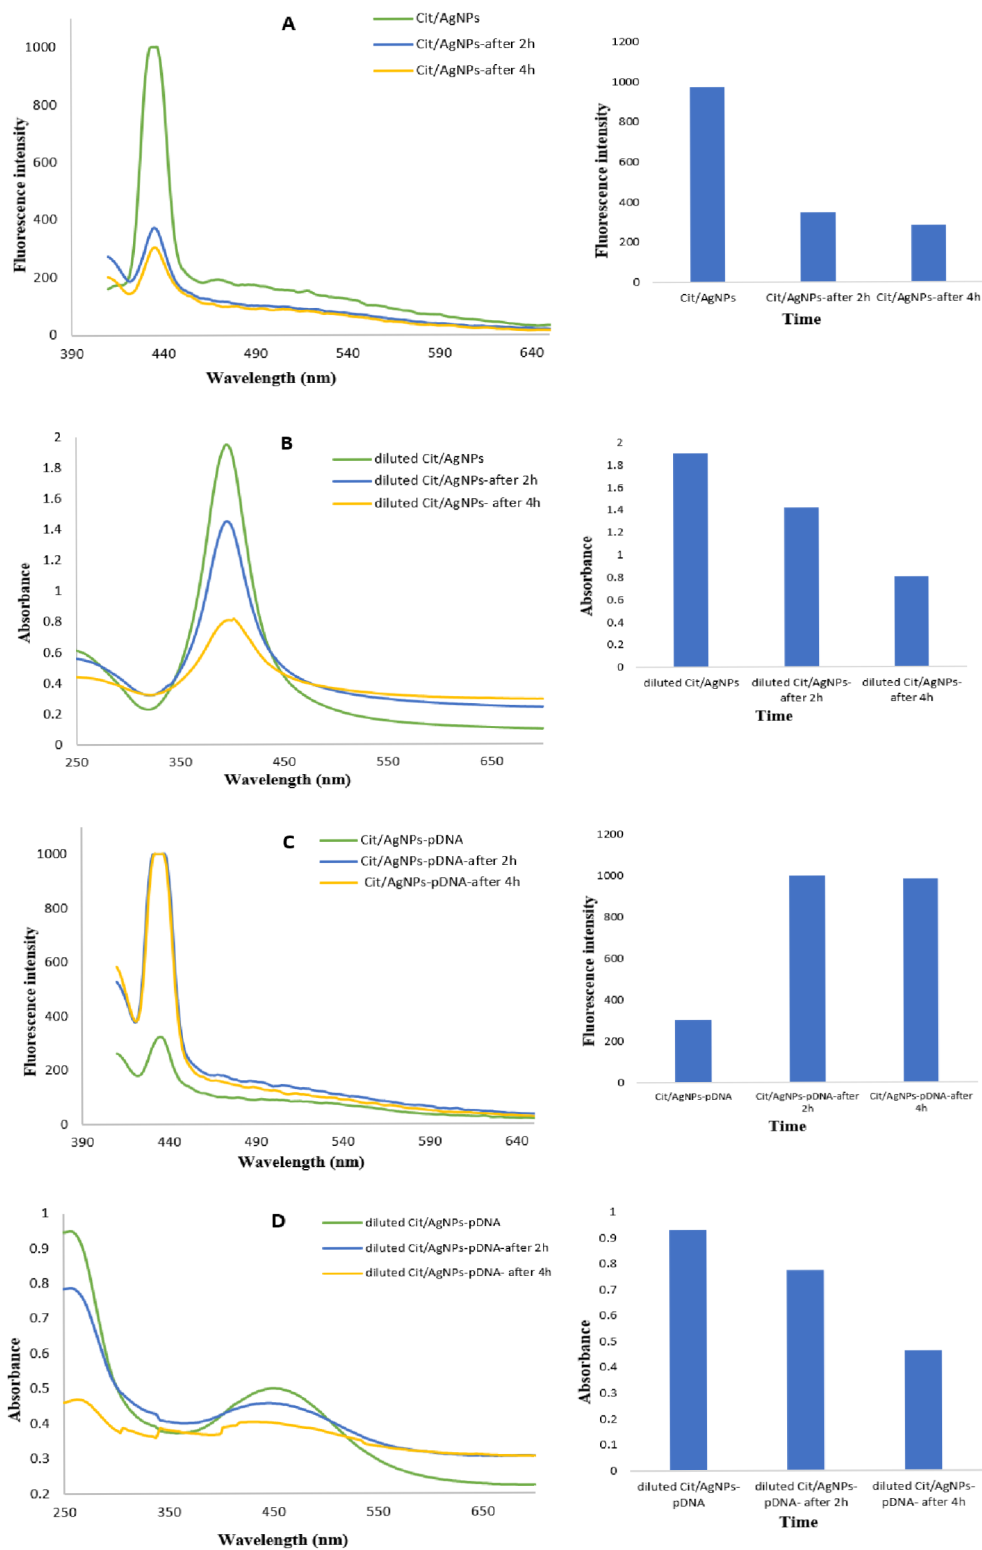 A
Cit/AgNPs
Cit/AgNPs-after 2h
Cit/AgNPs-after 4h
Fluorescence intensity
1000
800
600
400
200
0
390
440
490
540
590
640
Wavelength (nm)
Fluorescence intensity
1200
1000
800
600
400
200
0
Cit/AgNPs
Cit/AgNPs-after 2h
Cit/AgNPs-after 4h
Time
B
diluted Cit/AgNPs
diluted Cit/AgNPs-after 2h
diluted Cit/AgNPs- after 4h
Absorbance
2
1.8
1.6
1.4
1.2
1
0.8
0.6
0.4
0.2
0
250
350
450
550
650
Wavelength (nm)
Absorbance
2
1.8
1.6
1.4
1.2
1
0.8
0.6
0.4
0.2
0
diluted Cit/AgNPs
diluted Cit/AgNPs-
after 2h
diluted Cit/AgNPs-
after 4h
Time
C
Cit/AgNPs-pDNA
Cit/AgNPs-pDNA-after 2h
Cit/AgNPs-pDNA-after 4h
Fluorescence intensity
1000
800
600
400
200
0
390
440
490
540
590
640
Wavelength (nm)
Fluorescence intensity
1200
1000
800
600
400
200
0
Cit/AgNPs-pDNA
Cit/AgNPs-pDNA-after
2h
Cit/AgNPs-pDNA-after
4h
Time
D
diluted Cit/AgNPs-pDNA
diluted Cit/AgNPs-pDNA-after 2h
diluted Cit/AgNPs-pDNA- after 4h
Absorbance
1
0.9
0.8
0.7
0.6
0.5
0.4
0.3
0.2
250
350
450
550
650
Wavelength (nm)
Absorbance
1
0.9
0.8
0.7
0.6
0.5
0.4
0.3
0.2
0.1
0
diluted Cit/AgNPs-
pDNA
diluted Cit/AgNPs-
pDNA- after 2h
diluted Cit/AgNPs-
pDNA- after 4h
Time